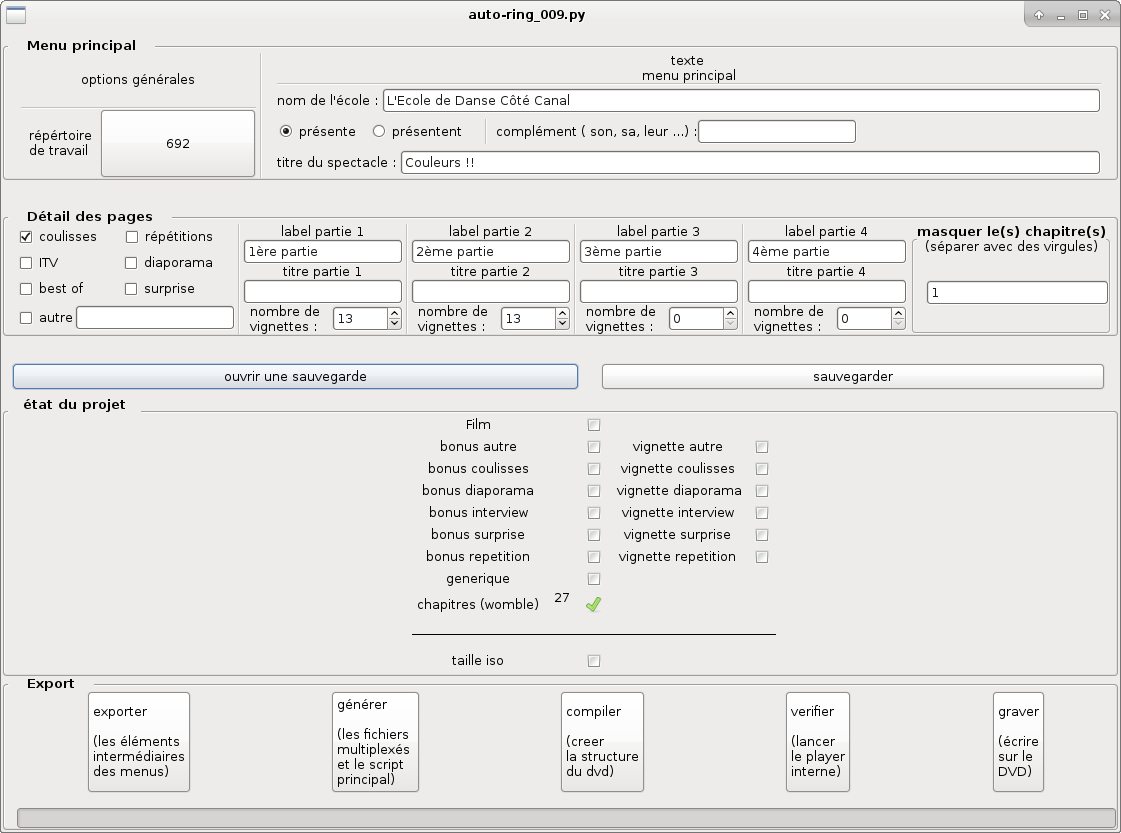 auto-ring_009.py
Menu principal
options générales
répertoire
de travail
692
texte
menu principal
nom de l'école : L'Ecole de Danse Côté Canal
présente présentent complément ( son, sa, leur ...) :
titre du spectacle : Couleurs !!
Détail des pages
coulisses répétitions
ITV diaporama
best of surprise
autre
label partie 1
1ère partie
titre partie 1
nombre de
vignettes : 13
label partie 2
2ème partie
titre partie 2
nombre de
vignettes : 13
label partie 3
3ème partie
titre partie 3
nombre de
vignettes : 0
label partie 4
4ème partie
titre partie 4
nombre de
vignettes : 0
masquer le(s) chapitre(s)
(séparer avec des virgules)
1
ouvrir une sauvegarde sauvegarder
état du projet
Film
bonus autre vignette autre
bonus coulisses vignette coulisses
bonus diaporama vignette diaporama
bonus interview vignette interview
bonus surprise vignette surprise
bonus repetition vignette repetition
generique
chapitres (womble) 27
taille iso
Export
exporter
(les éléments
intermédiaires
des menus)
générer
(les fichiers
multiplexés
et le script
principal)
compiler
(creer
la structure
du dvd)
verifier
(lancer
le player
interne)
graver
(écrire
sur le
DVD)